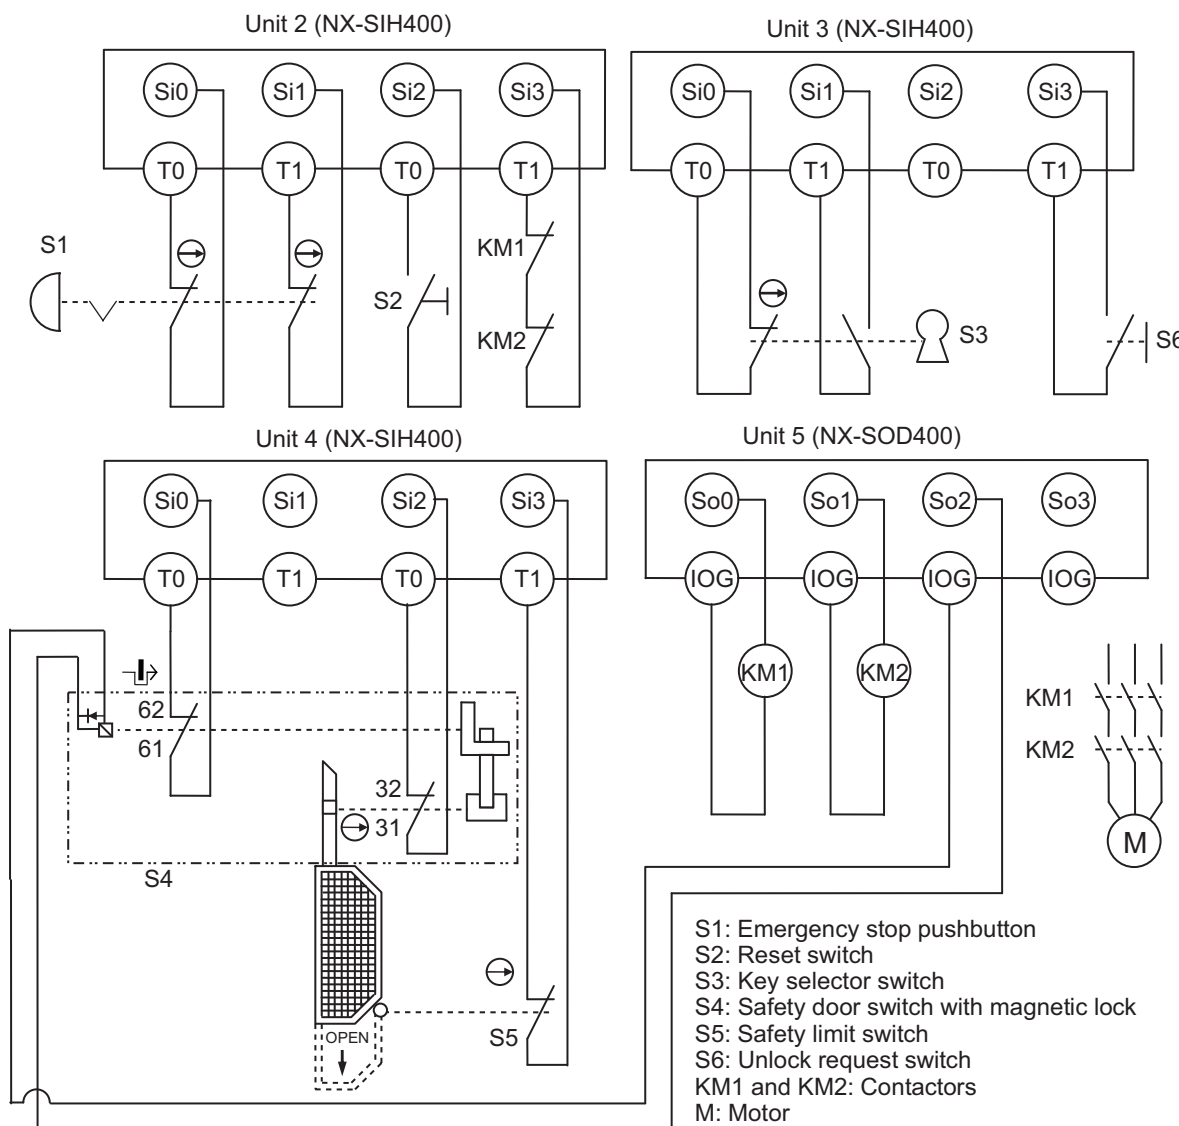 Unit 2 (NX-SIH400)
Si0 Si1 Si2 Si3
T0 T1 T0 T1
S1
S2
KM1
KM2
Unit 3 (NX-SIH400)
Si0 Si1 Si2 Si3
T0 T1 T0 T1
S3
S6
Unit 4 (NX-SIH400)
Si0 Si1 Si2 Si3
T0 T1 T0 T1
62
61
32
31
S4
OPEN
S5
Unit 5 (NX-SOD400)
So0 So1 So2 So3
IOG IOG IOG IOG
KM1 KM2
KM1
KM2
M
S1: Emergency stop pushbutton
S2: Reset switch
S3: Key selector switch
S4: Safety door switch with magnetic lock
S5: Safety limit switch
S6: Unlock request switch
KM1 and KM2: Contactors
M: Motor